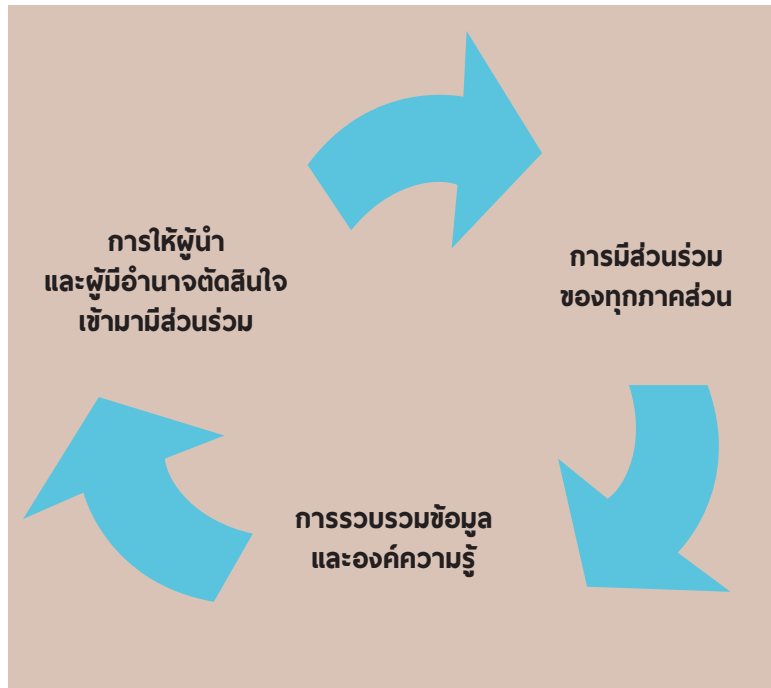 การให้ผู้นำ
และผู้มีอำนาจตัดสินใจ
เข้ามามีส่วนร่วม
การมีส่วนร่วม
ของทุกภาคส่วน
การรวบรวมข้อมูล
และองค์ความรู้